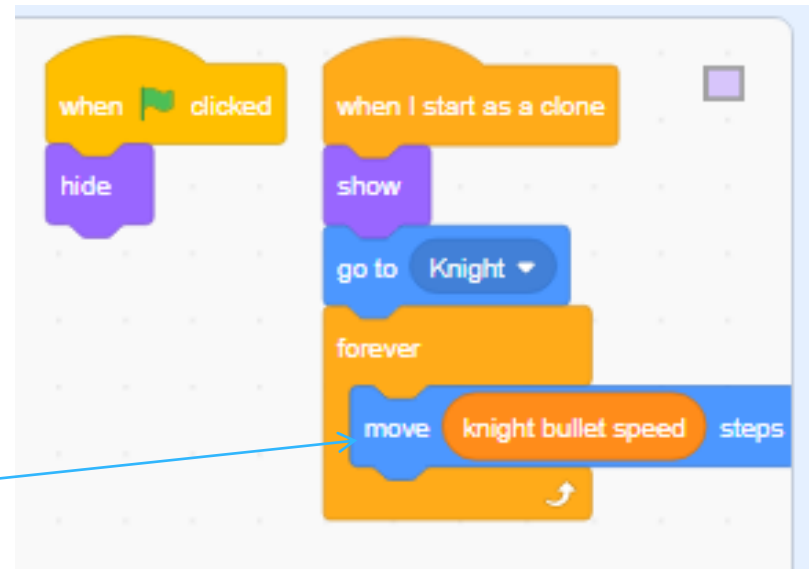 when clicked
hide
when I start as a clone
show
go to Knight
forever
move knight bullet speed steps